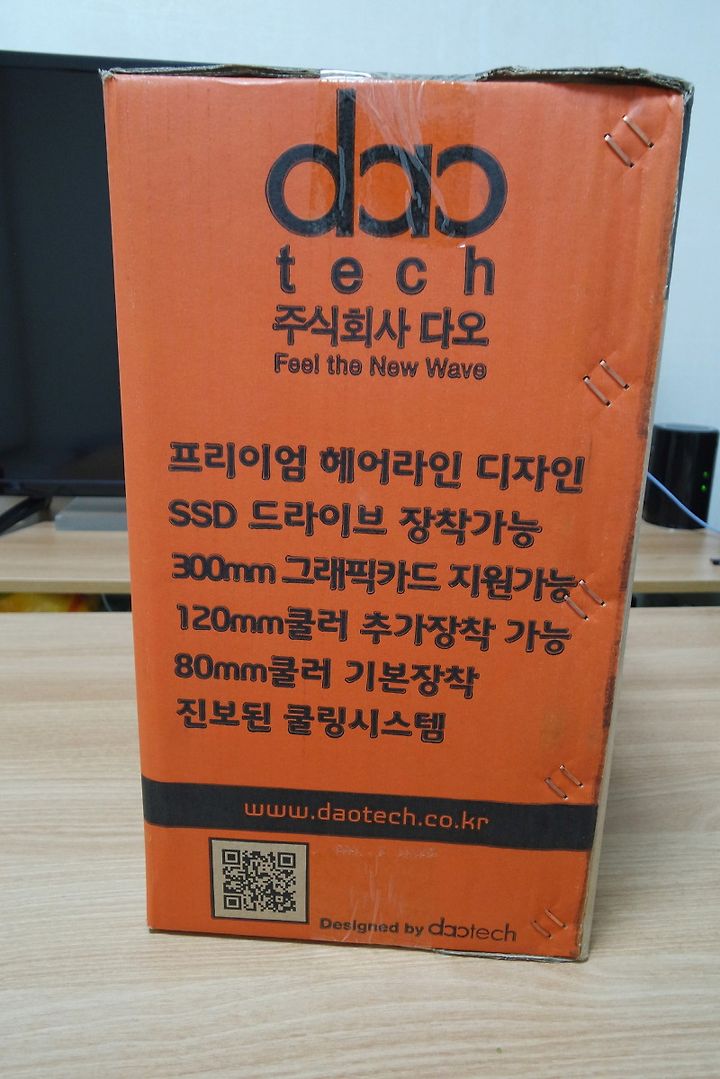 dao
tech
주식회사 다오
Feel the New Wave
프리이엄 헤어라인 디자인
SSD 드라이브 장착가능
300mm 그래픽카드 지원가능
120mm쿨러 추가장착 가능
80mm쿨러 기본장착
진보된 쿨링시스템
www.daotech.co.kr
Designed by daotech